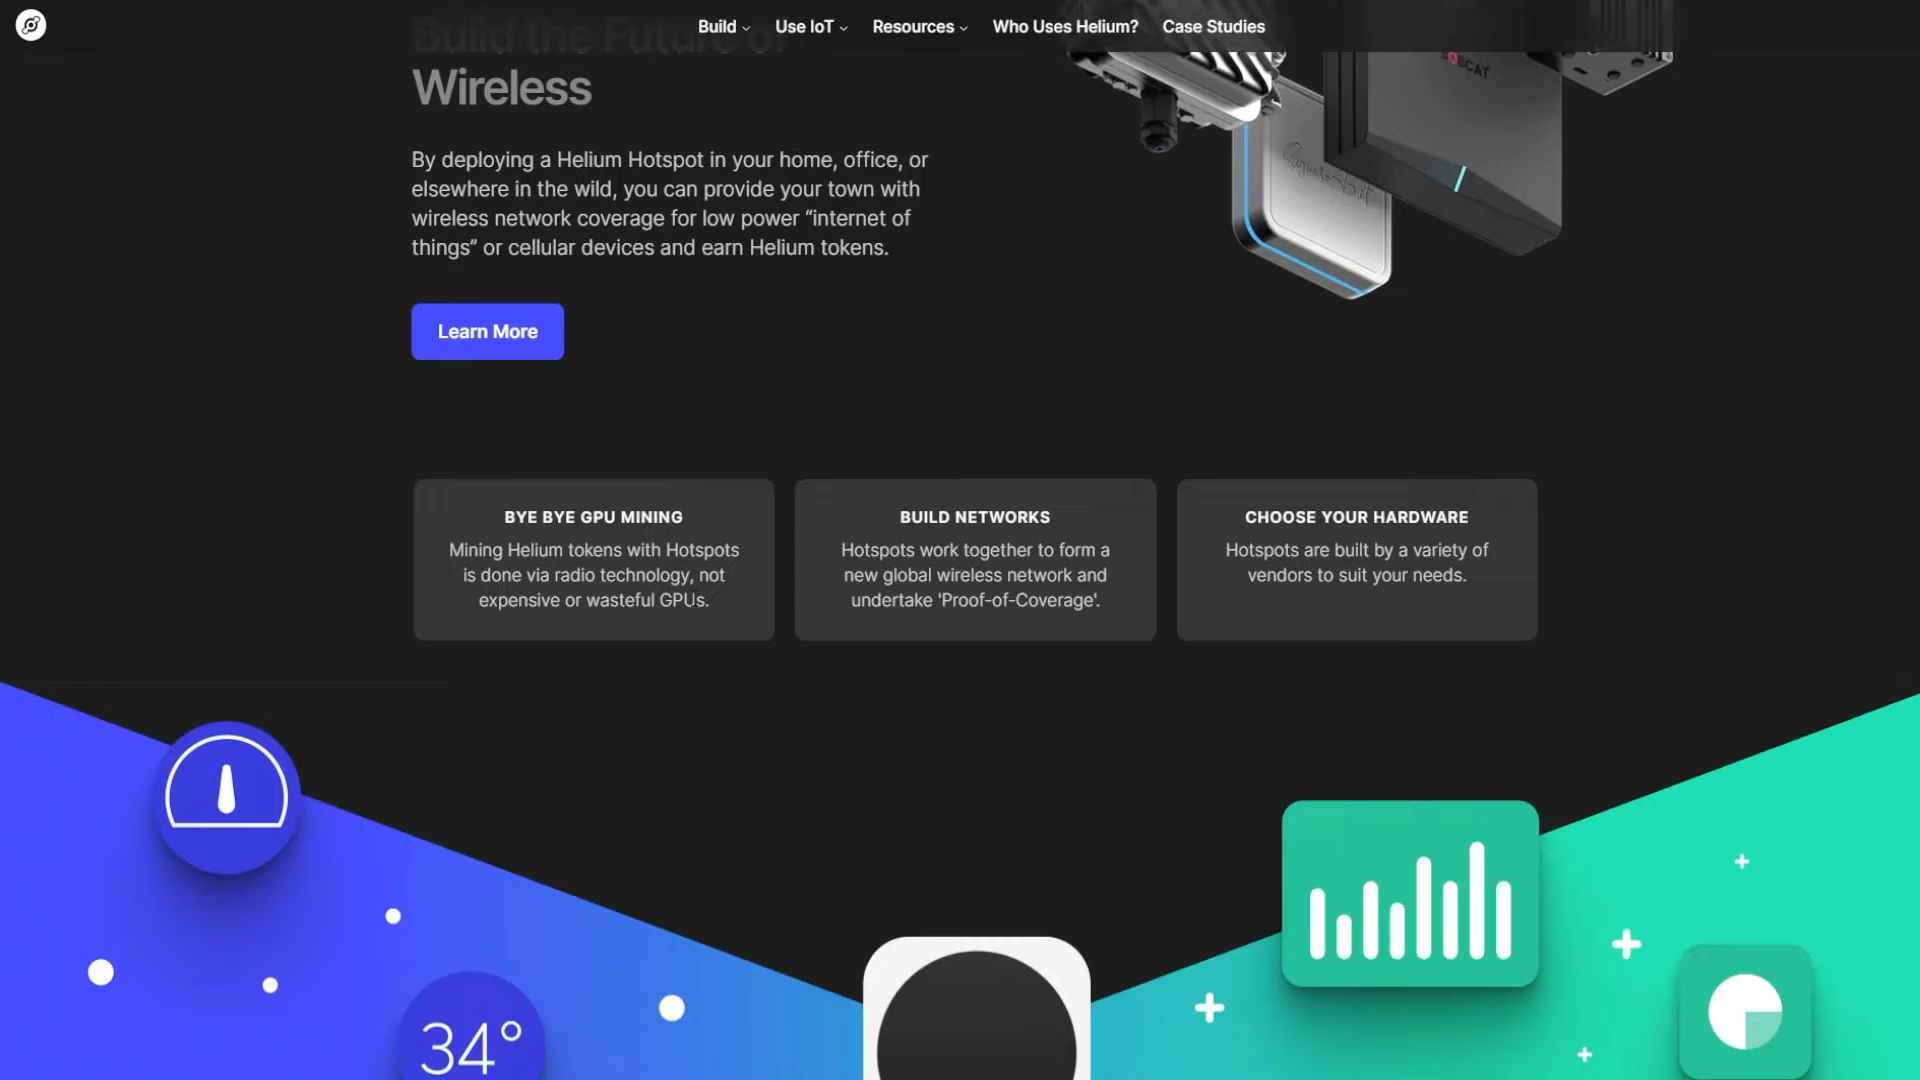 Build Use IoT Resources Who Uses Helium? Case Studies
Build the Future of
Wireless
By deploying a Helium Hotspot in your home, office, or
elsewhere in the wild, you can provide your town with
wireless network coverage for low power “internet of
things” or cellular devices and earn Helium tokens.
Learn More
BYE BYE GPU MINING
Mining Helium tokens with Hotspots
is done via radio technology, not
expensive or wasteful GPUs.
BUILD NETWORKS
Hotspots work together to form a
new global wireless network and
undertake 'Proof-of-Coverage'.
CHOOSE YOUR HARDWARE
Hotspots are built by a variety of
vendors to suit your needs.
34°